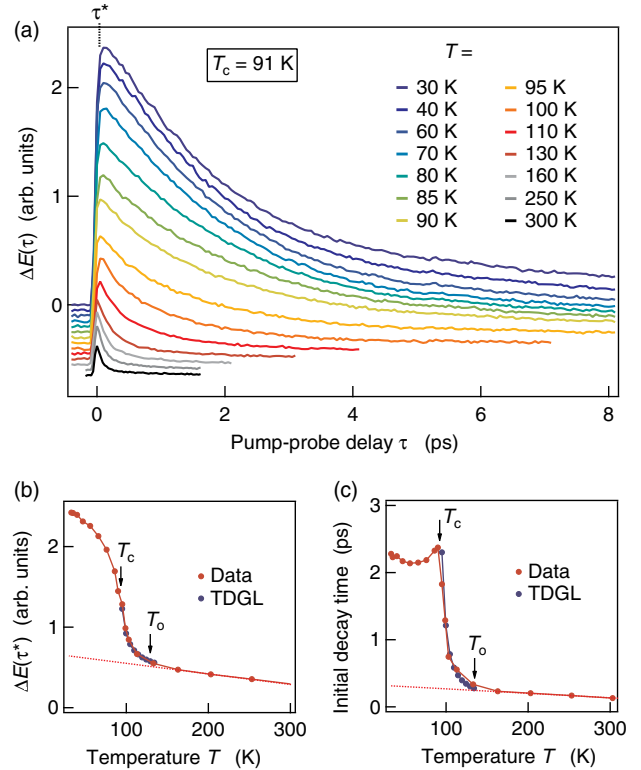 τ*
(a)
T_c = 91 K
T =
30 K
40 K
60 K
70 K
80 K
85 K
90 K
95 K
100 K
110 K
130 K
160 K
250 K
300 K
ΔE(τ) (arb. units)
2
1
0
0 2 4 6 8
Pump-probe delay τ (ps)
(b)
ΔE(τ*) (arb. units)
2
1
0
T_c
T_o
Data
TDGL
100 200 300
Temperature T (K)
(c)
Initial decay time (ps)
3
2
1
0
T_c
T_o
Data
TDGL
100 200 300
Temperature T (K)